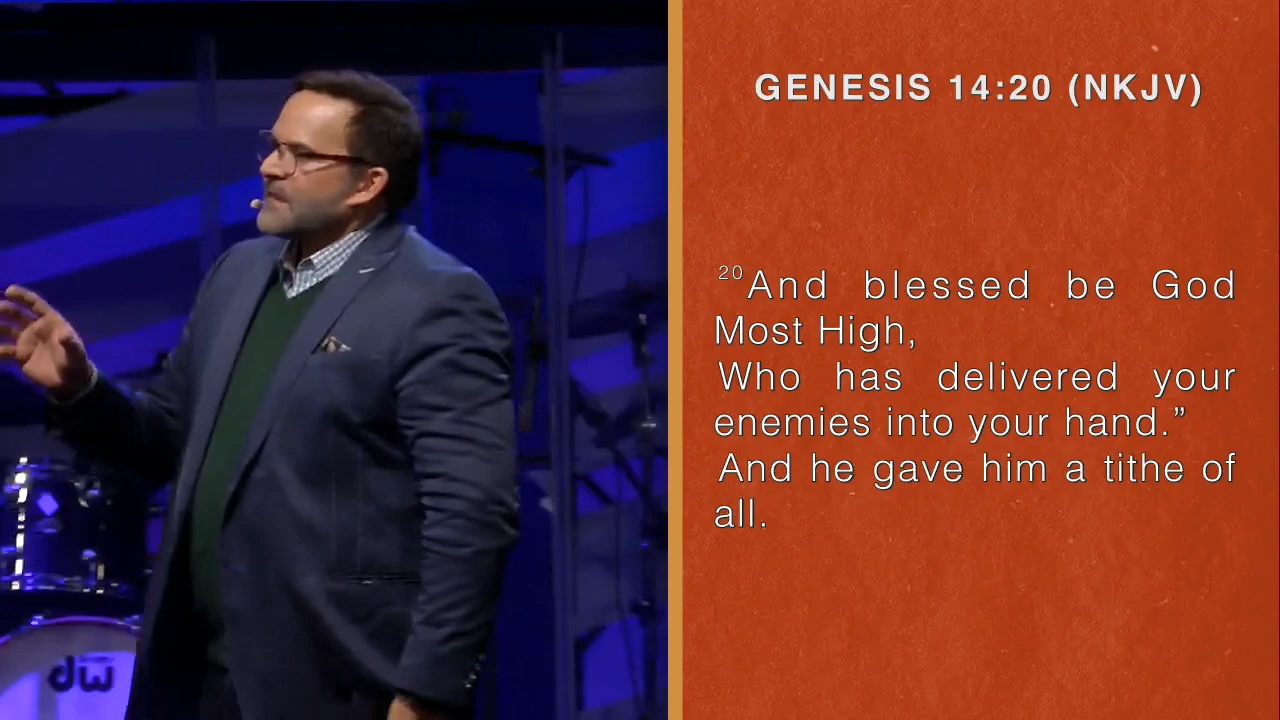 GENESIS 14:20 (NKJV)
20And blessed be God
Most High,
Who has delivered your
enemies into your hand.”
And he gave him a tithe of
all.
dw